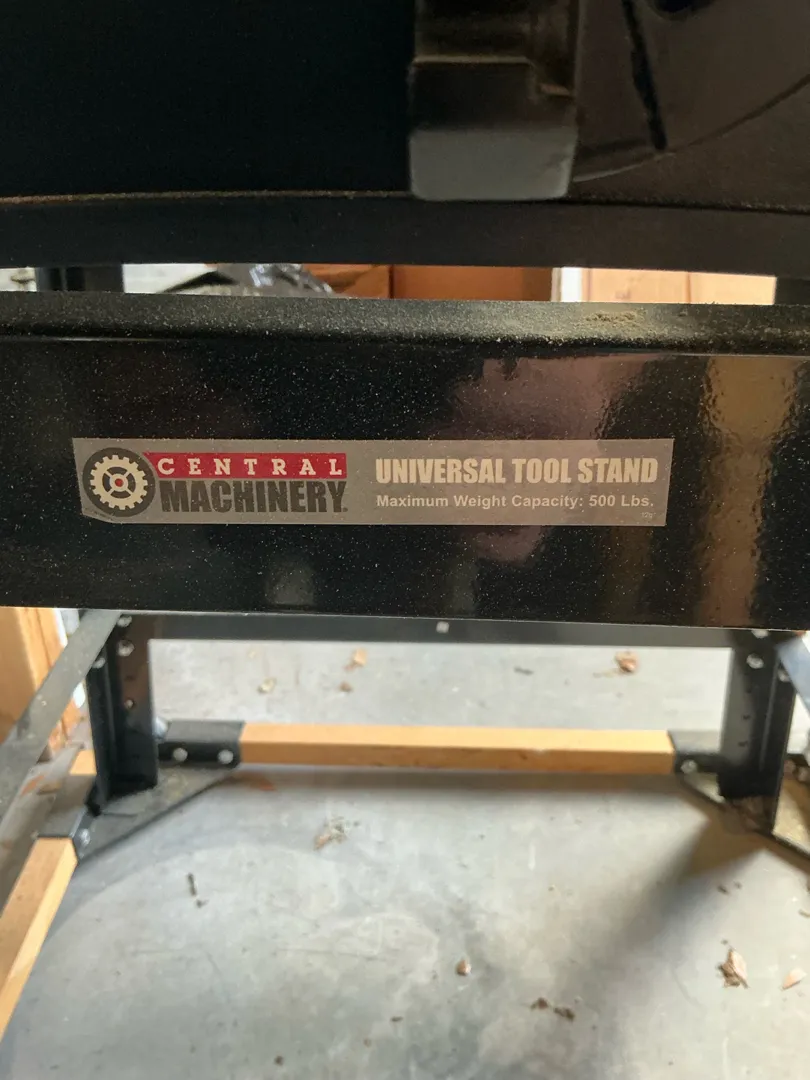 CENTRAL
MACHINERY
UNIVERSAL TOOL STAND
Maximum Weight Capacity: 500 Lbs.